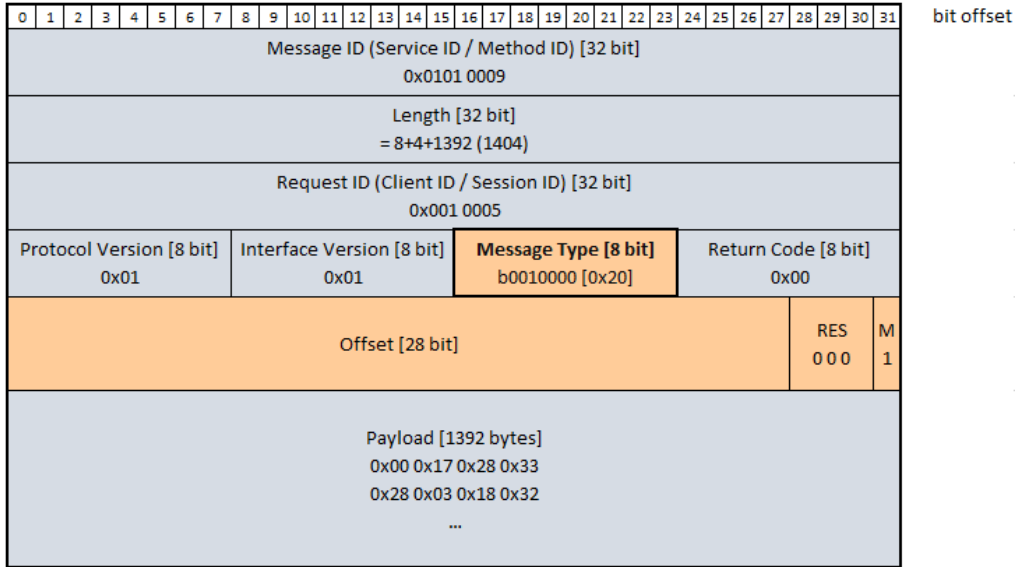 0 1 2 3 4 5 6 7 8 9 10 11 12 13 14 15 16 17 18 19 20 21 22 23 24 25 26 27 28 29 30 31 bit offset
Message ID (Service ID / Method ID) [32 bit]
0x0101 0009
Length [32 bit]
= 8+4+1392 (1404)
Request ID (Client ID / Session ID) [32 bit]
0x001 0005
Protocol Version [8 bit] Interface Version [8 bit] Message Type [8 bit] Return Code [8 bit]
0x01 0x01 b0010000 [0x20] 0x00
Offset [28 bit] RES M
0 0 0 1
Payload [1392 bytes]
0x00 0x17 0x28 0x33
0x28 0x03 0x18 0x32
...